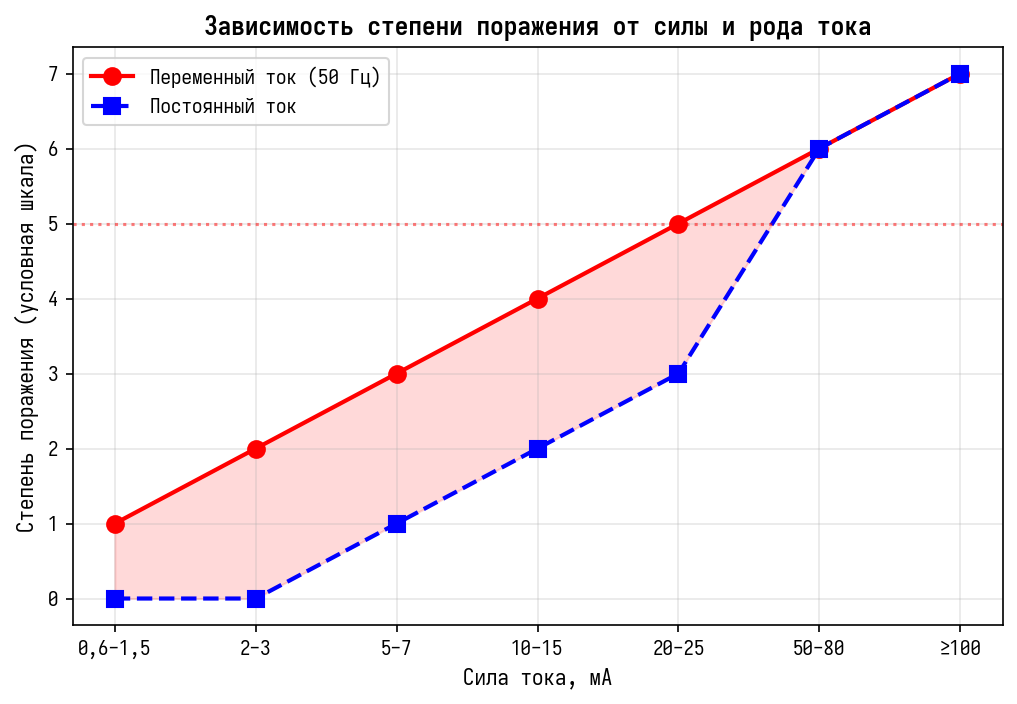 Зависимость степени поражения от силы и рода тока
Переменный ток (50 Гц)
Постоянный ток
Степень поражения (условная шкала)
7
6
5
4
3
2
1
0
0,6–1,5 2–3 5–7 10–15 20–25 50–80 ≥100
Сила тока, мА